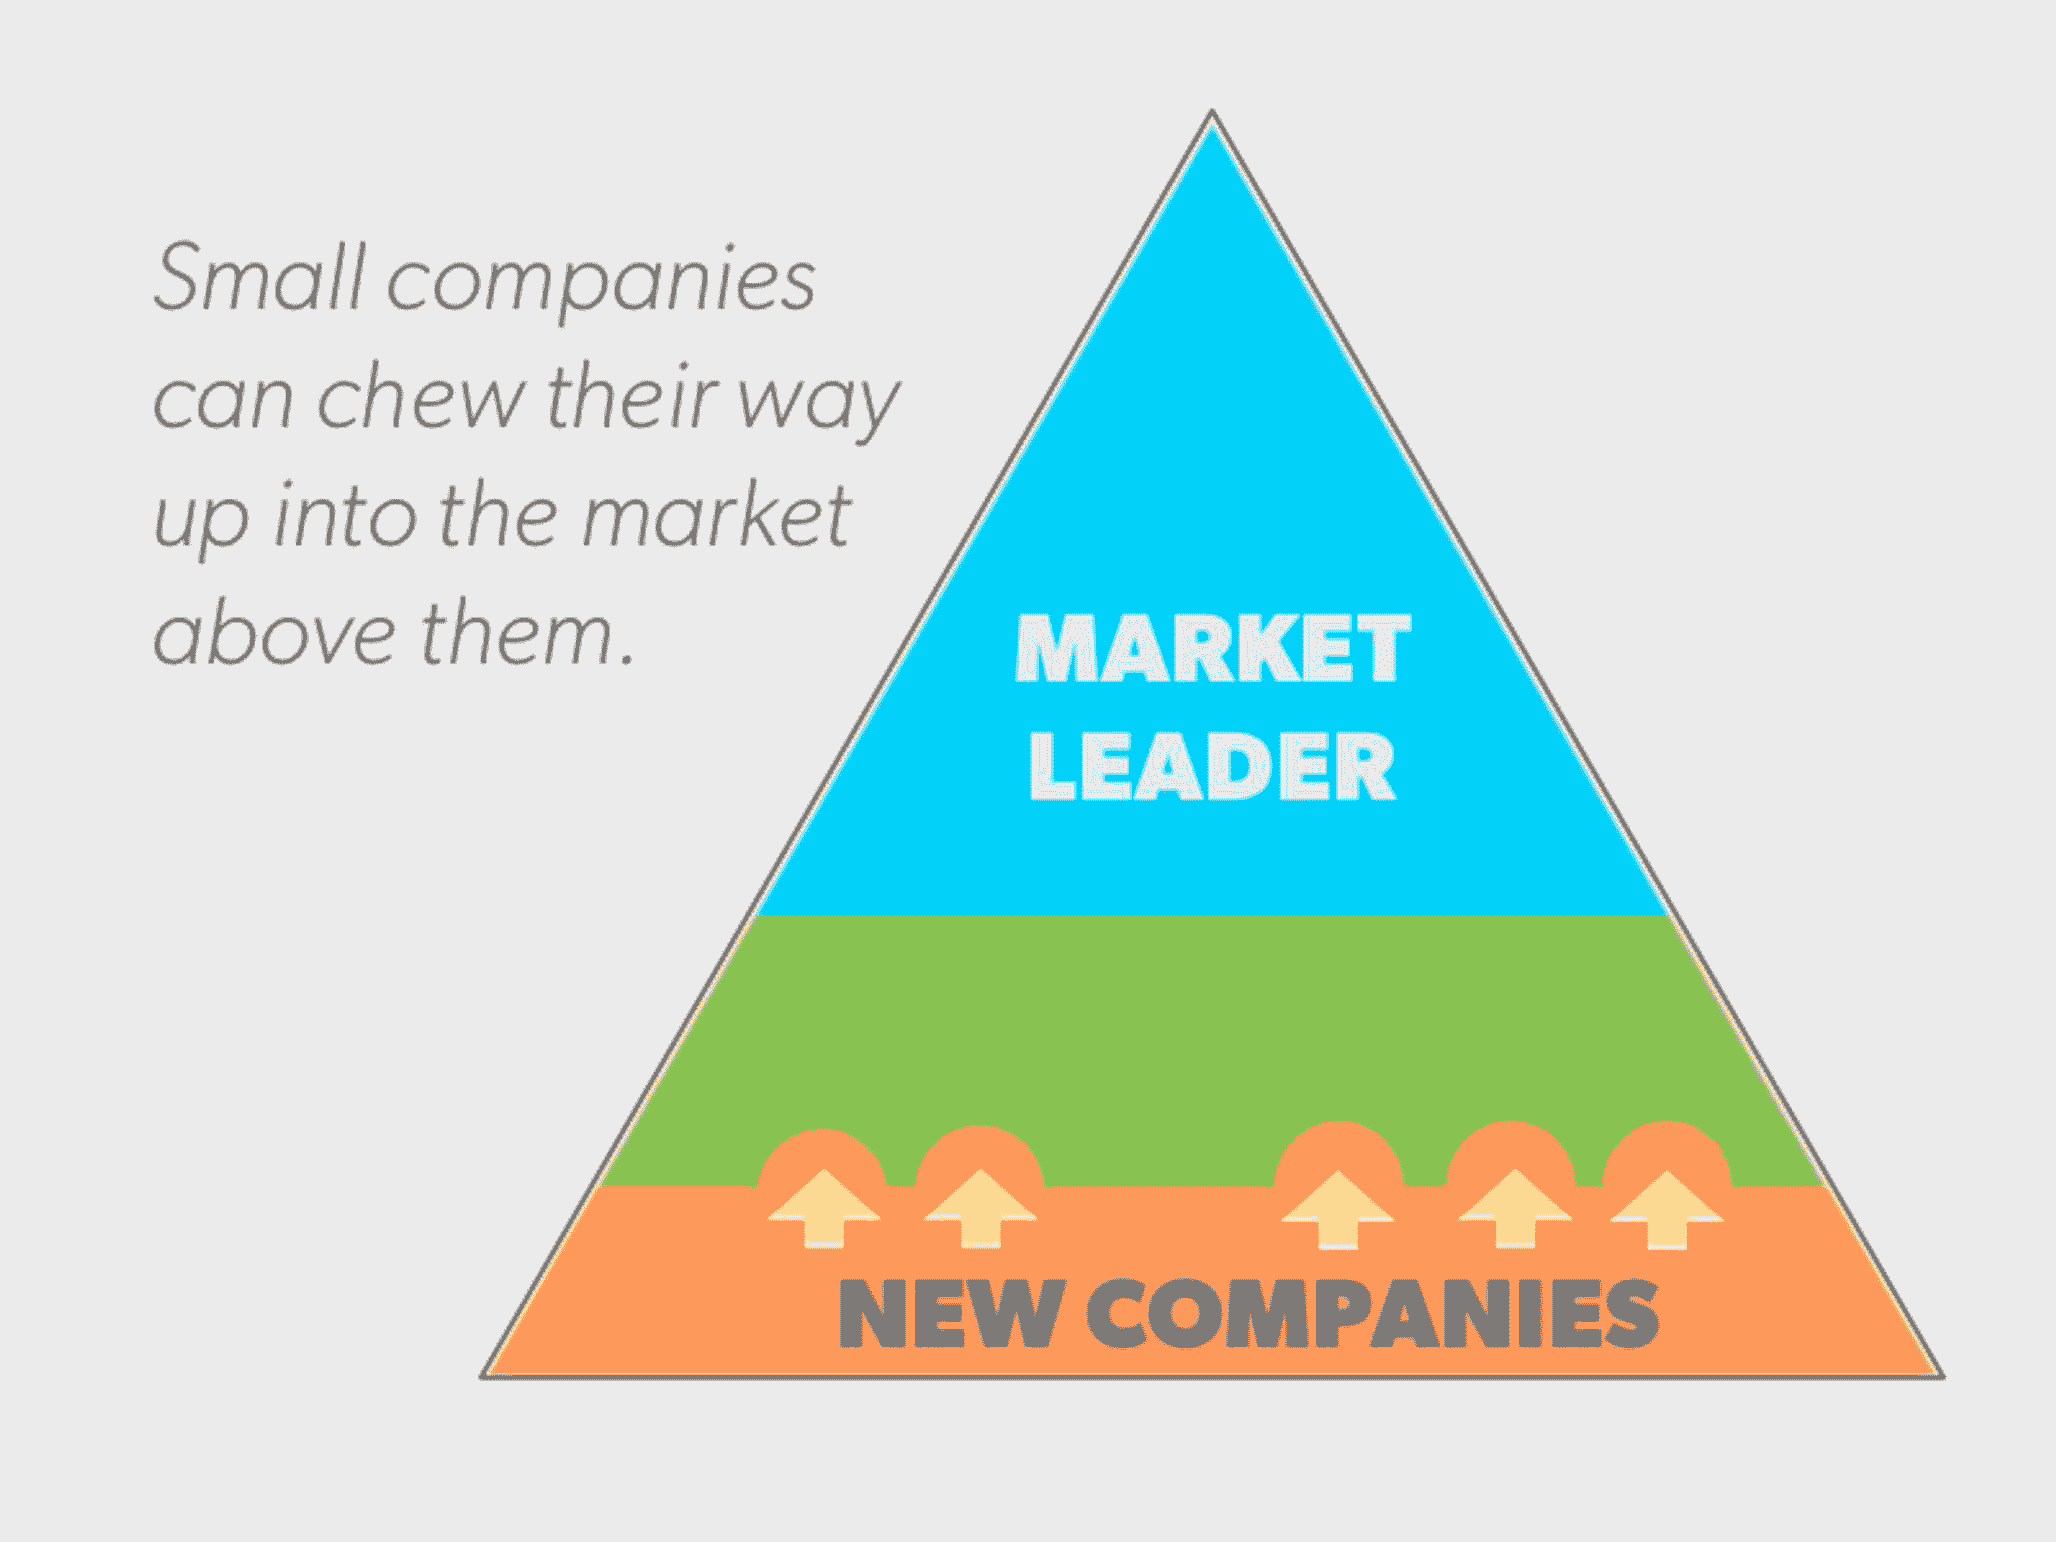 Small companies
can chew their way
up into the market
above them.
MARKET
LEADER
NEW COMPANIES